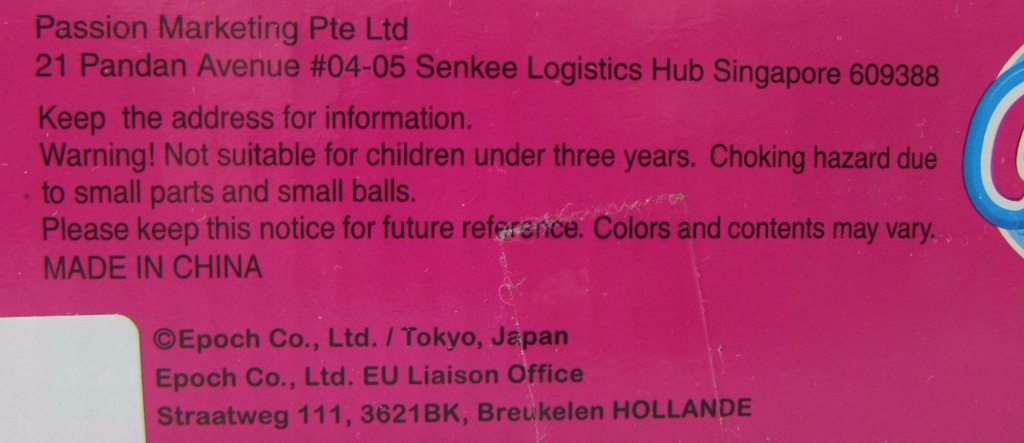 Passion Marketing Pte Ltd
21 Pandan Avenue #04-05 Senkee Logistics Hub Singapore 609388
Keep the address for information.
Warning! Not suitable for children under three years. Choking hazard due
to small parts and small balls.
Please keep this notice for future reference. Colors and contents may vary.
MADE IN CHINA
©Epoch Co., Ltd. / Tokyo, Japan
Epoch Co., Ltd. EU Liaison Office
Straatweg 111, 3621BK, Breukelen HOLLANDE